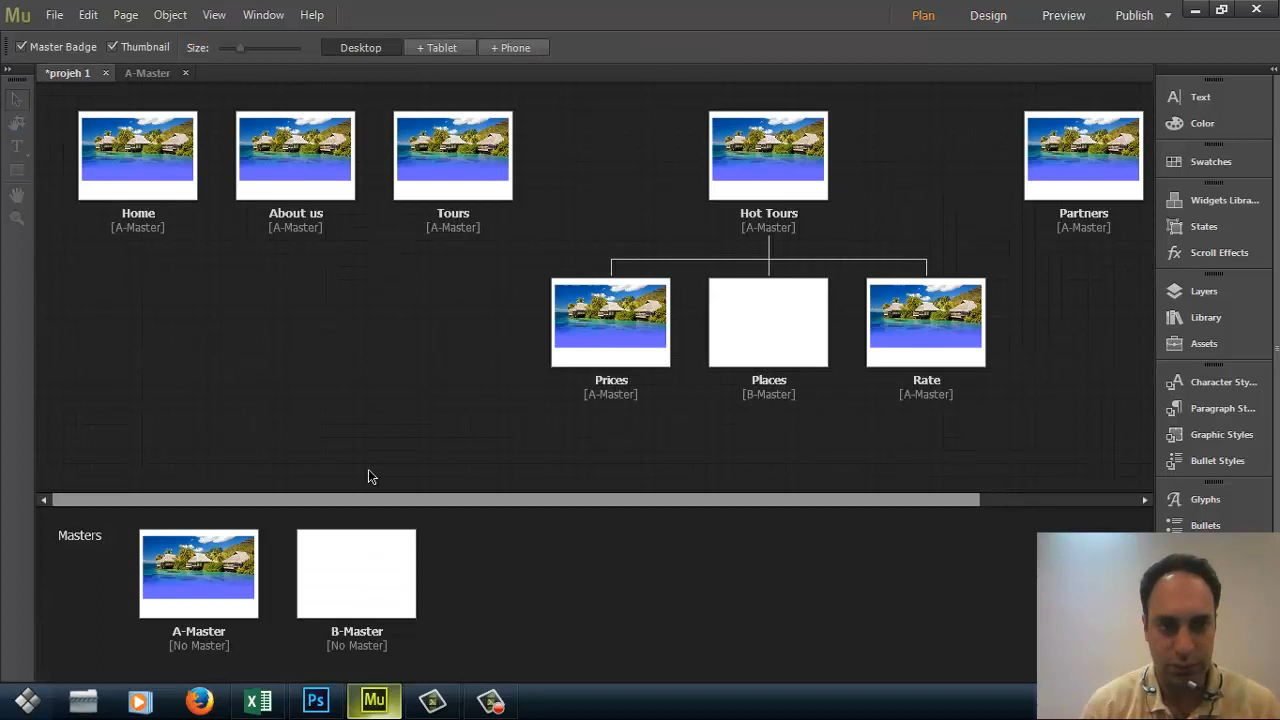 Mu File Edit Page Object View Window Help Plan Design Preview Publish
Master Badge Thumbnail Size: Desktop + Tablet + Phone
*projeh 1 × A-Master ×
Home About us Tours Hot Tours Partners
[A-Master] [A-Master] [A-Master] [A-Master] [A-Master]
Prices Places Rate
[A-Master] [B-Master] [A-Master]
Masters
A-Master B-Master
[No Master] [No Master]
Text
Color
Swatches
Widgets Libra...
States
Scroll Effects
Layers
Library
Assets
Character Sty...
Paragraph St...
Graphic Styles
Bullet Styles
Glyphs
Bullets
Ps Mu